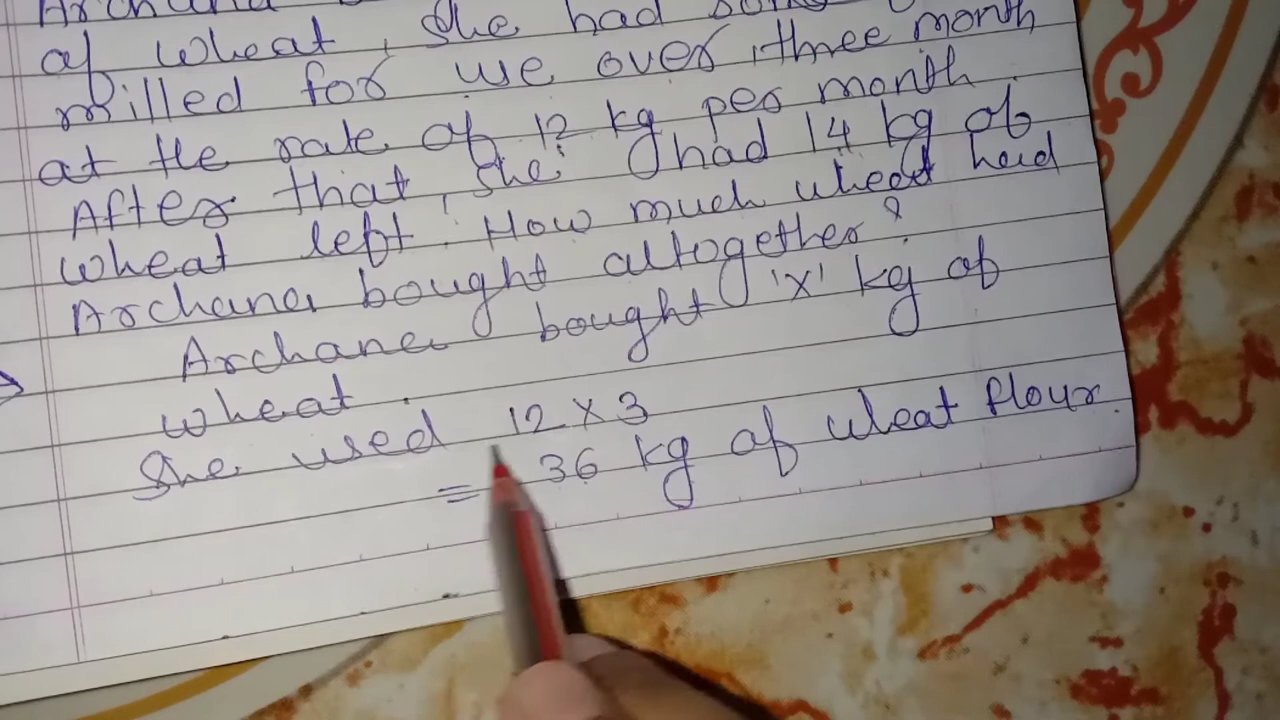 Archana
of wheat, She had some
milled for use over three month
at the rate of 12 kg per month
After that, she had 14 kg of
wheat left. How much wheat had
Archana bought altogether?
Archana bought 'x' kg of
wheat.
She used 12 x 3
= 36 kg of wheat flour.